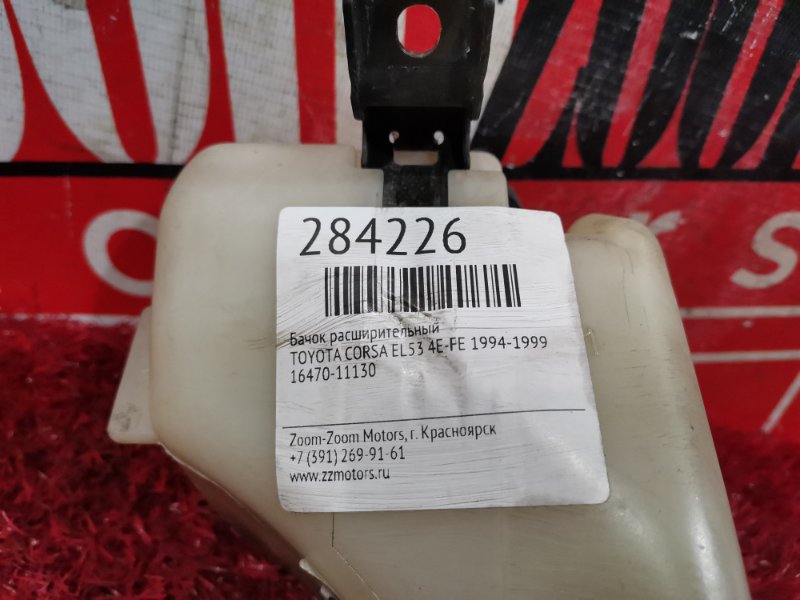 284226
Бачок расширительный
TOYOTA CORSA EL53 4E-FE 1994-1999
16470-11130
Zoom-Zoom Motors, г. Красноярск
+7 (391) 269-91-61
www.zzmotors.ru